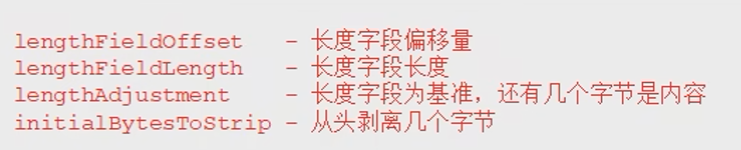 lengthFieldOffset - 长度字段偏移量
lengthFieldLength - 长度字段长度
lengthAdjustment - 长度字段为基准，还有几个字节是内容
initialBytesToStrip - 从头剥离几个字节